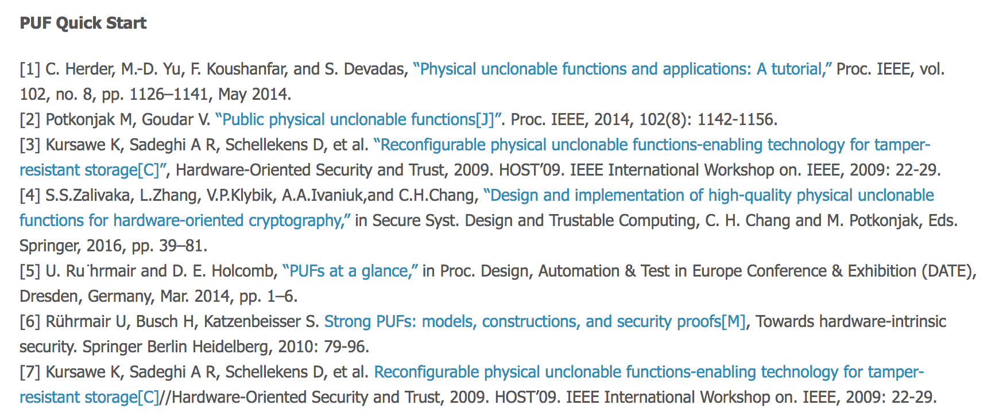 PUF Quick Start
[1] C. Herder, M.-D. Yu, F. Koushanfar, and S. Devadas, “Physical unclonable functions and applications: A tutorial,” Proc. IEEE, vol.
102, no. 8, pp. 1126–1141, May 2014.
[2] Potkonjak M, Goudar V. “Public physical unclonable functions[J]”. Proc. IEEE, 2014, 102(8): 1142-1156.
[3] Kursawe K, Sadeghi A R, Schellekens D, et al. “Reconfigurable physical unclonable functions-enabling technology for tamper-
resistant storage[C]”, Hardware-Oriented Security and Trust, 2009. HOST’09. IEEE International Workshop on. IEEE, 2009: 22-29.
[4] S.S.Zalivaka, L.Zhang, V.P.Klybik, A.A.Ivaniuk,and C.H.Chang, “Design and implementation of high-quality physical unclonable
functions for hardware-oriented cryptography,” in Secure Syst. Design and Trustable Computing, C. H. Chang and M. Potkonjak, Eds.
Springer, 2016, pp. 39–81.
[5] U. Ru ̈hrmair and D. E. Holcomb, “PUFs at a glance,” in Proc. Design, Automation & Test in Europe Conference & Exhibition (DATE),
Dresden, Germany, Mar. 2014, pp. 1–6.
[6] Rührmair U, Busch H, Katzenbeisser S. Strong PUFs: models, constructions, and security proofs[M], Towards hardware-intrinsic
security. Springer Berlin Heidelberg, 2010: 79-96.
[7] Kursawe K, Sadeghi A R, Schellekens D, et al. Reconfigurable physical unclonable functions-enabling technology for tamper-
resistant storage[C]//Hardware-Oriented Security and Trust, 2009. HOST’09. IEEE International Workshop on. IEEE, 2009: 22-29.